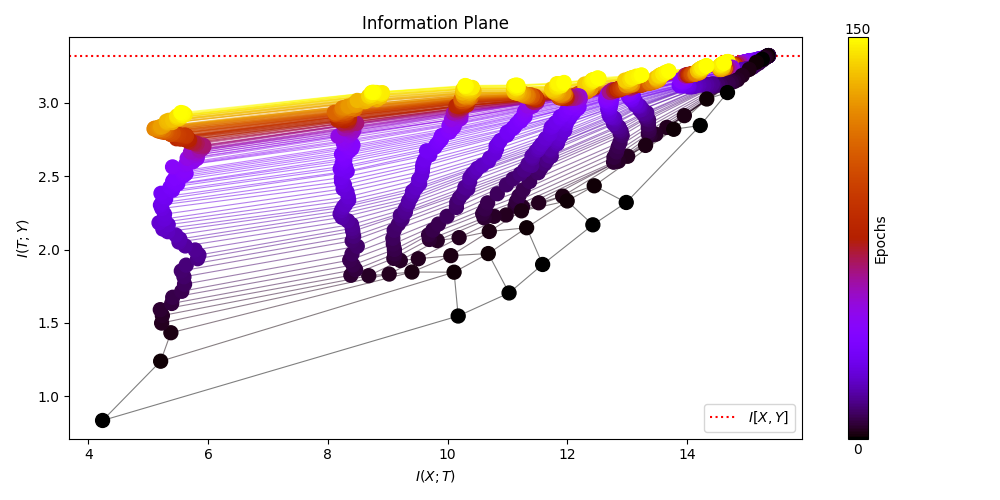 Information Plane
150
3.0
2.5
2.0
1.5
1.0
I(T; Y)
Epochs
I[X, Y]
0
4 6 8 10 12 14
I(X; T)